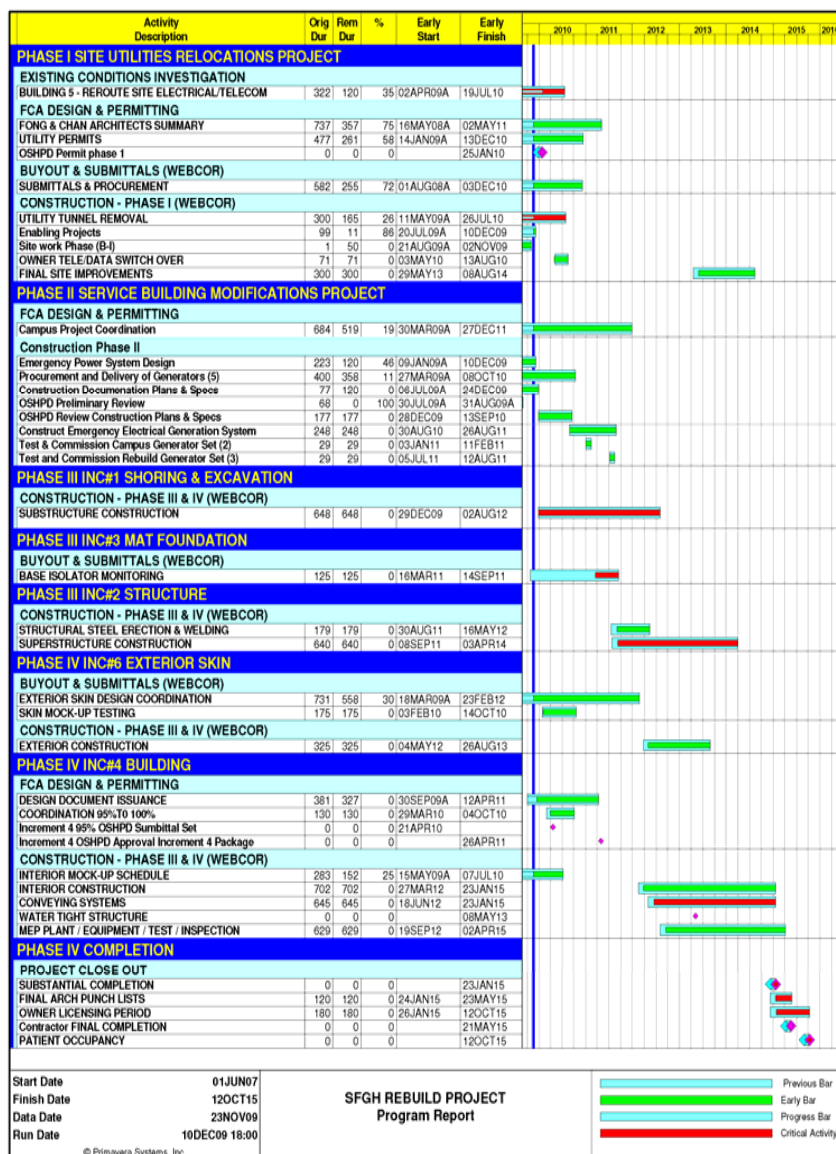 Activity Description Orig Dur Rem Dur % Early Start Early Finish 2010 2011 2012 2013 2014 2015 2016
PHASE I SITE UTILITIES RELOCATIONS PROJECT
EXISTING CONDITIONS INVESTIGATION
BUILDING 5 - REROUTE SITE ELECTRICAL/TELECOM 322 120 35 02APR09A 19JUL10
FCA DESIGN & PERMITTING
FONG & CHAN ARCHITECTS SUMMARY 737 357 75 16MAY08A 02MAY11
UTILITY PERMITS 477 261 58 14JAN09A 13DEC10
OSHPD Permit phase 1 0 0 0 25JAN10
BUYOUT & SUBMITTALS (WEBCOR)
SUBMITTALS & PROCUREMENT 582 255 72 01AUG08A 03DEC10
CONSTRUCTION - PHASE I (WEBCOR)
UTILITY TUNNEL REMOVAL 300 165 26 11MAY09A 26JUL10
Enabling Projects 99 11 86 20JUL09A 10DEC09
Site work Phase (B-I) 1 50 0 21AUG09A 02NOV09
OWNER TELE/DATA SWITCH OVER 71 71 0 03MAY10 13AUG10
FINAL SITE IMPROVEMENTS 300 300 0 29MAY13 08AUG14
PHASE II SERVICE BUILDING MODIFICATIONS PROJECT
FCA DESIGN & PERMITTING
Campus Project Coordination 684 519 19 30MAR09A 27DEC11
Construction Phase II
Emergency Power System Design 223 120 46 09JAN09A 10DEC09
Procurement and Delivery of Generators (5) 400 358 11 27MAR09A 08OCT10
Construction Documenation Plans & Specs 77 120 0 06JUL09A 24DEC09
OSHPD Preliminary Review 68 0 100 30JUL09A 31AUG09A
OSHPD Review Construction Plans & Specs 177 177 0 28DEC09 13SEP10
Construct Emergency Electrical Generation System 248 248 0 30AUG10 26AUG11
Test & Commission Campus Generator Set (2) 29 29 0 03JAN11 11FEB11
Test and Commission Rebuild Generator Set (3) 29 29 0 05JUL11 12AUG11
PHASE III INC#1 SHORING & EXCAVATION
CONSTRUCTION - PHASE III & IV (WEBCOR)
SUBSTRUCTURE CONSTRUCTION 648 648 0 29DEC09 02AUG12
PHASE III INC#3 MAT FOUNDATION
BUYOUT & SUBMITTALS (WEBCOR)
BASE ISOLATOR MONITORING 125 125 0 16MAR11 14SEP11
PHASE III INC#2 STRUCTURE
CONSTRUCTION - PHASE III & IV (WEBCOR)
STRUCTURAL STEEL ERECTION & WELDING 179 179 0 30AUG11 16MAY12
SUPERSTRUCTURE CONSTRUCTION 640 640 0 08SEP11 03APR14
PHASE IV INC#6 EXTERIOR SKIN
BUYOUT & SUBMITTALS (WEBCOR)
EXTERIOR SKIN DESIGN COORDINATION 731 558 30 18MAR09A 23FEB12
SKIN MOCK-UP TESTING 175 175 0 03FEB10 14OCT10
CONSTRUCTION - PHASE III & IV (WEBCOR)
EXTERIOR CONSTRUCTION 325 325 0 04MAY12 26AUG13
PHASE IV INC#4 BUILDING
FCA DESIGN & PERMITTING
DESIGN DOCUMENT ISSUANCE 381 327 0 30SEP09A 12APR11
COORDINATION 95%T0 100% 130 130 0 29MAR10 04OCT10
Increment 4 95% OSHPD Sumbittal Set 0 0 0 21APR10
Increment 4 OSHPD Approval Increment 4 Package 0 0 0 26APR11
CONSTRUCTION - PHASE III & IV (WEBCOR)
INTERIOR MOCK-UP SCHEDULE 283 152 25 15MAY09A 07JUL10
INTERIOR CONSTRUCTION 702 702 0 27MAR12 23JAN15
CONVEYING SYSTEMS 645 645 0 18JUN12 23JAN15
WATER TIGHT STRUCTURE 0 0 0 08MAY13
MEP PLANT / EQUIPMENT / TEST / INSPECTION 629 629 0 19SEP12 02APR15
PHASE IV COMPLETION
PROJECT CLOSE OUT
SUBSTANTIAL COMPLETION 0 0 0 23JAN15
FINAL ARCH PUNCH LISTS 120 120 0 24JAN15 23MAY15
OWNER LICENSING PERIOD 180 180 0 26JAN15 12OCT15
Contractor FINAL COMPLETION 0 0 0 21MAY15
PATIENT OCCUPANCY 0 0 0 12OCT15
Start Date 01JUN07
Finish Date 12OCT15
Data Date 23NOV09
Run Date 10DEC09 18:00
© Primavera Systems, Inc.
SFGH REBUILD PROJECT
Program Report
Previous Bar
Early Bar
Progress Bar
Critical Activity